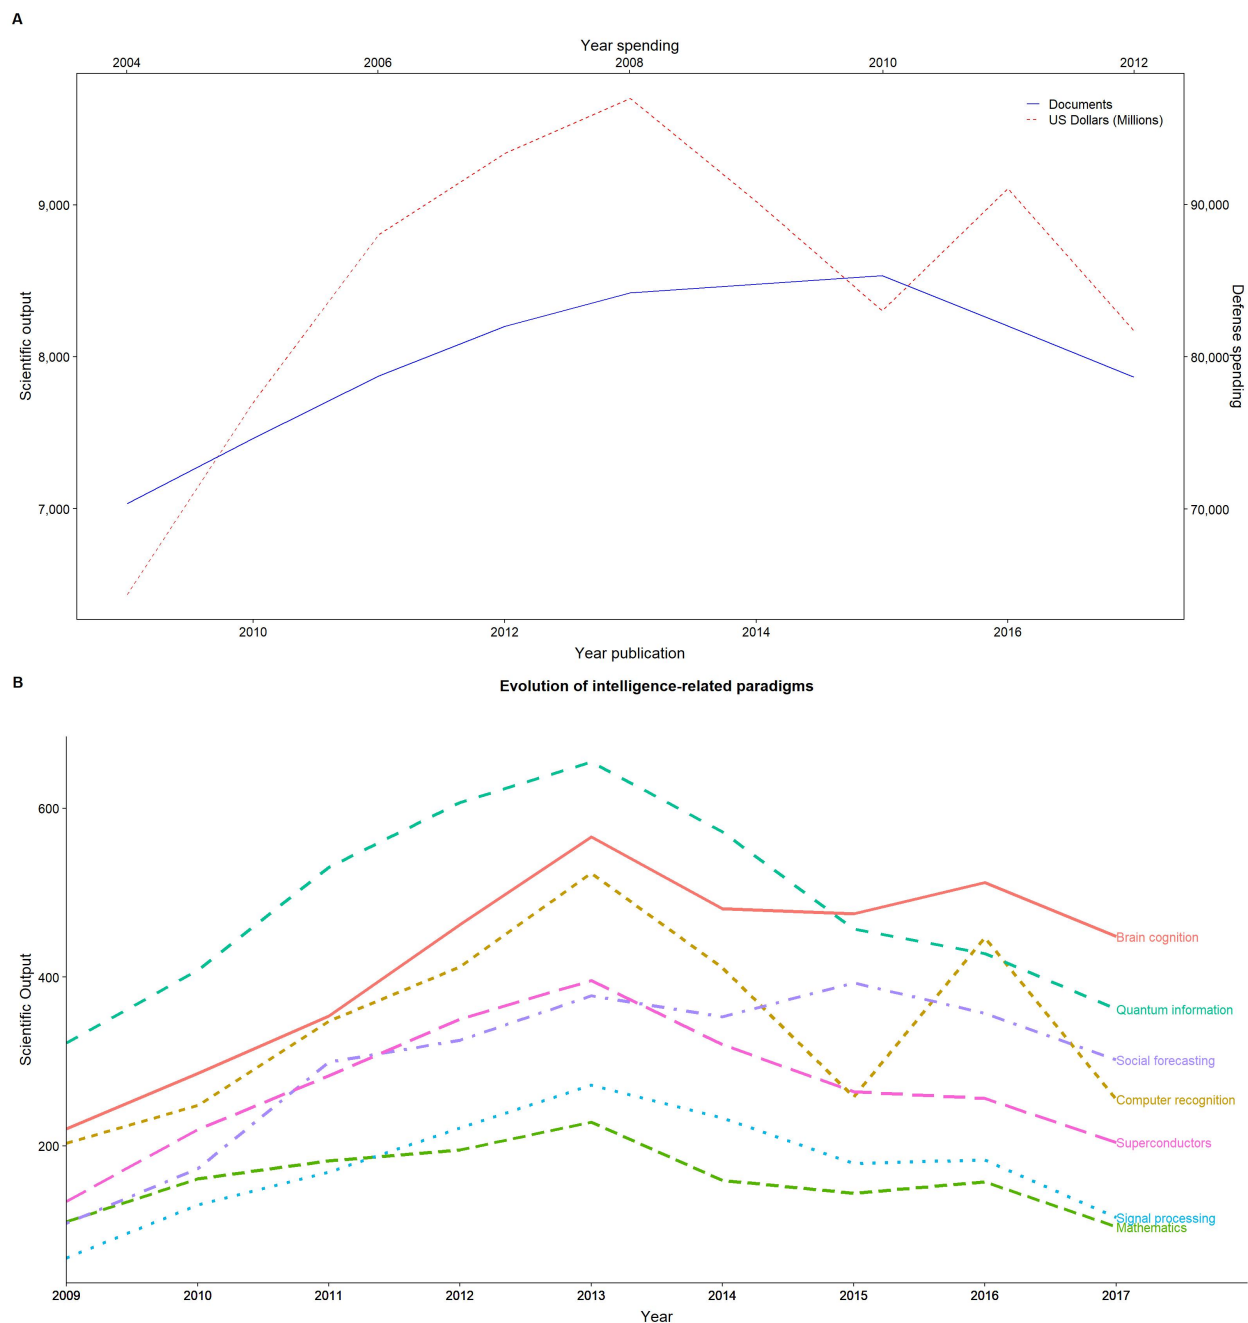 A
Year spending
2004 2006 2008 2010 2012
Documents
US Dollars (Millions)
9,000
8,000
7,000
Scientific output
90,000
80,000
70,000
Defense spending
2010 2012 2014 2016
Year publication
B
Evolution of intelligence-related paradigms
600
400
200
Scientific Output
Brain cognition
Quantum information
Social forecasting
Computer recognition
Superconductors
Signal processing
Mathematics
2009 2010 2011 2012 2013 2014 2015 2016 2017
Year